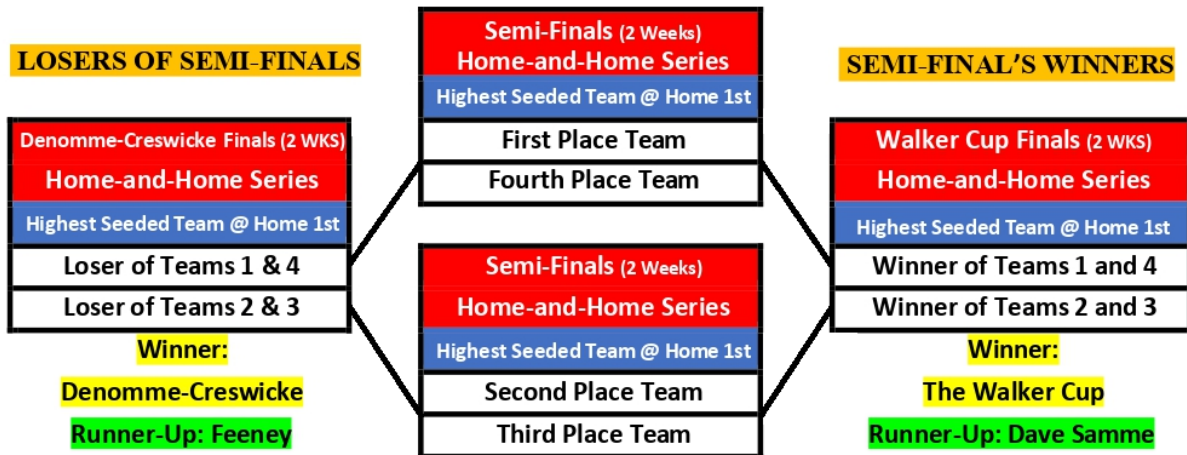 LOSERS OF SEMI-FINALS
Denomme-Creswicke Finals (2 WKS)
Home-and-Home Series
Highest Seeded Team @ Home 1st
Loser of Teams 1 & 4
Loser of Teams 2 & 3
Winner:
Denomme-Creswicke
Runner-Up: Feeney
Semi-Finals (2 Weeks)
Home-and-Home Series
Highest Seeded Team @ Home 1st
First Place Team
Fourth Place Team
Semi-Finals (2 Weeks)
Home-and-Home Series
Highest Seeded Team @ Home 1st
Second Place Team
Third Place Team
SEMI-FINAL'S WINNERS
Walker Cup Finals (2 WKS)
Home-and-Home Series
Highest Seeded Team @ Home 1st
Winner of Teams 1 and 4
Winner of Teams 2 and 3
Winner:
The Walker Cup
Runner-Up: Dave Samme